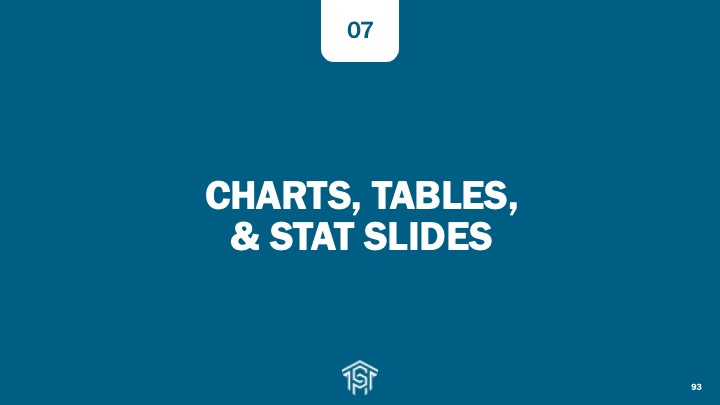 07
CHARTS, TABLES,
& STAT SLIDES
93